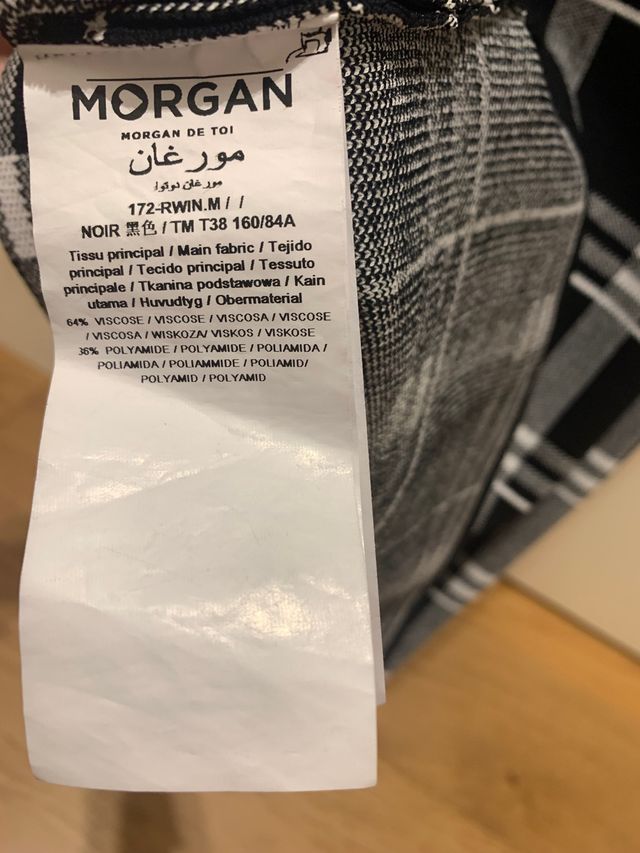 MORGAN
MORGAN DE TOI
مورغان
مورغان دوتوا
172-RWIN.M / /
NOIR 黑色 / TM T38 160/84A
Tissu principal / Main fabric / Tejido
principal / Tecido principal / Tessuto
principale / Tkanina podstawowa / Kain
utama / Huvudtyg / Obermaterial
64% VISCOSE / VISCOSE / VISCOSA / VISCOSE
/ VISCOSA / WISKOZA/ VISKOS / VISKOSE
36% POLYAMIDE / POLYAMIDE / POLIAMIDA /
POLIAMIDA / POLIAMMIDE / POLIAMID/
POLYAMID / POLYAMID